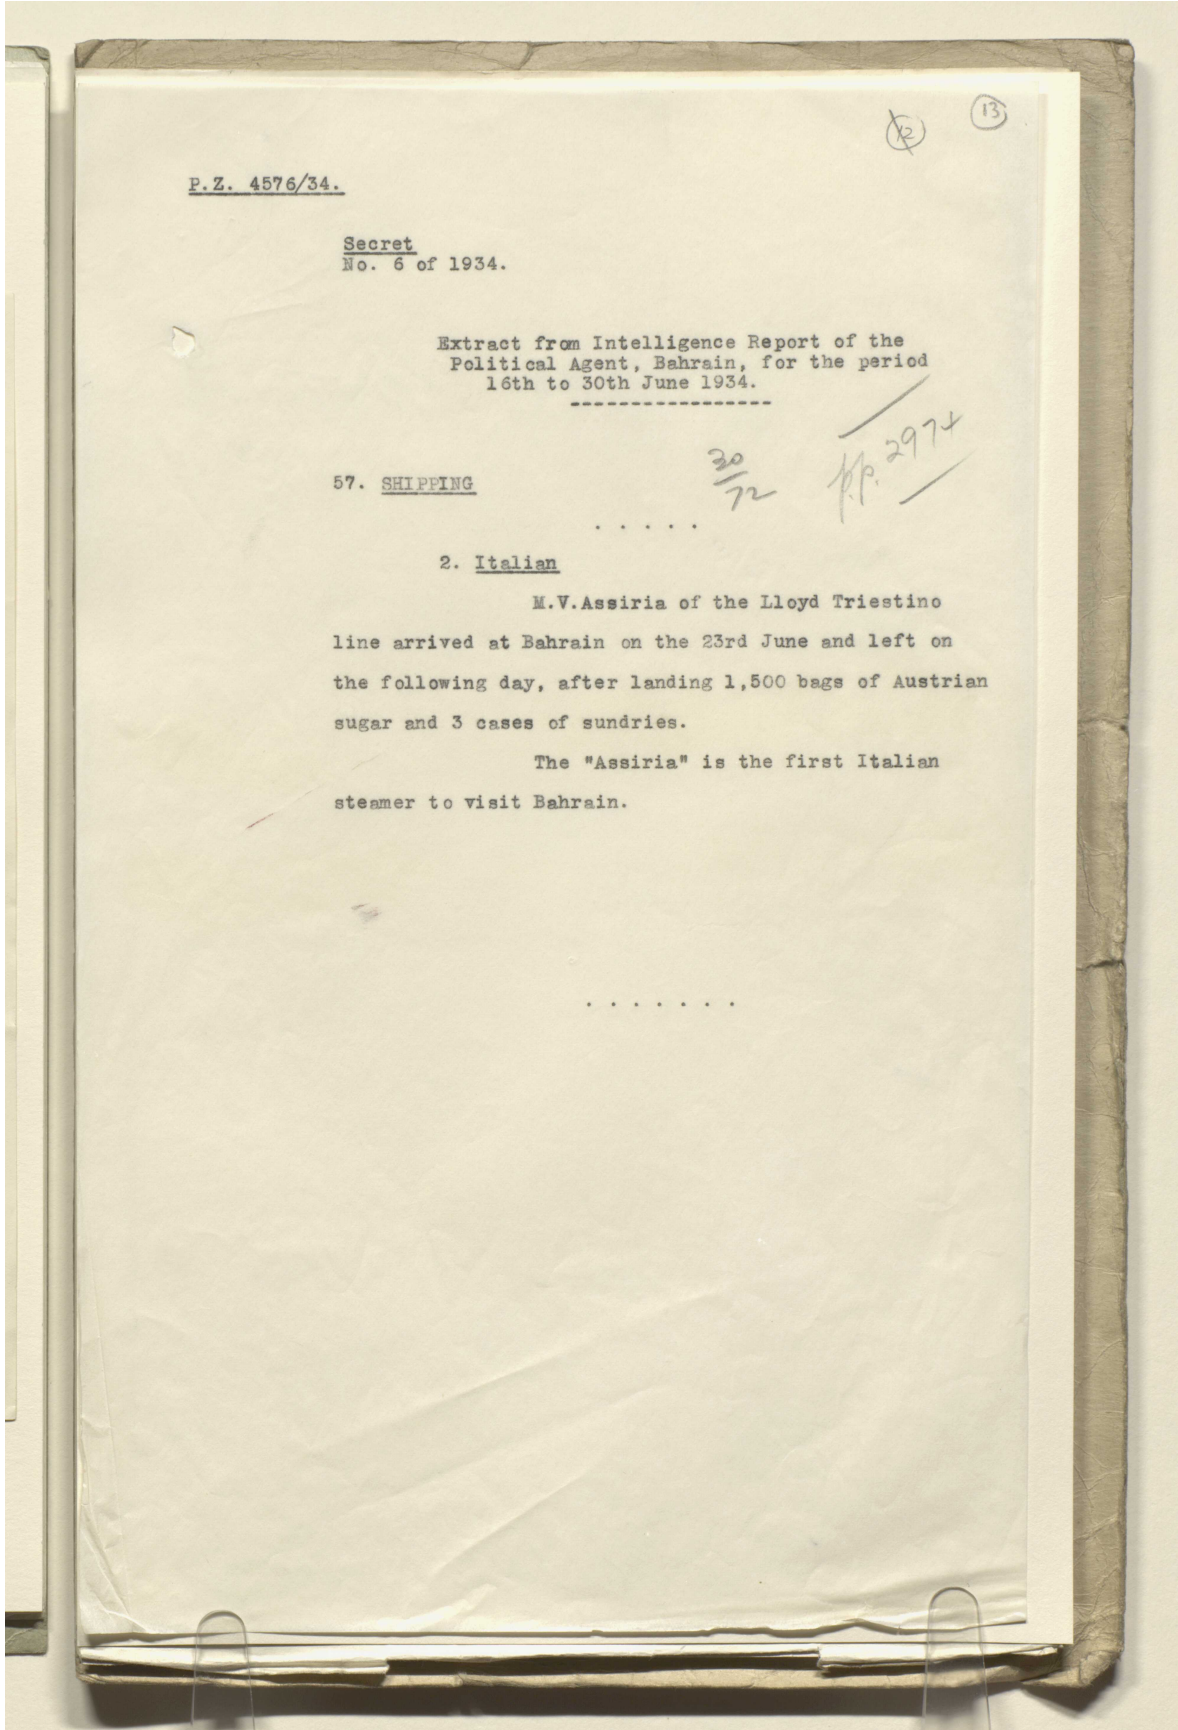 12
13
P.Z. 4576/34.
Secret
No. 6 of 1934.
Extract from Intelligence Report of the
Political Agent, Bahrain, for the period
16th to 30th June 1934.
-----------------
p.p. 2974
30
72
57. SHIPPING
. . . . .
2. Italian
M.V.Assiria of the Lloyd Triestino
line arrived at Bahrain on the 23rd June and left on
the following day, after landing 1,500 bags of Austrian
sugar and 3 cases of sundries.
The "Assiria" is the first Italian
steamer to visit Bahrain.
. . . . . . .